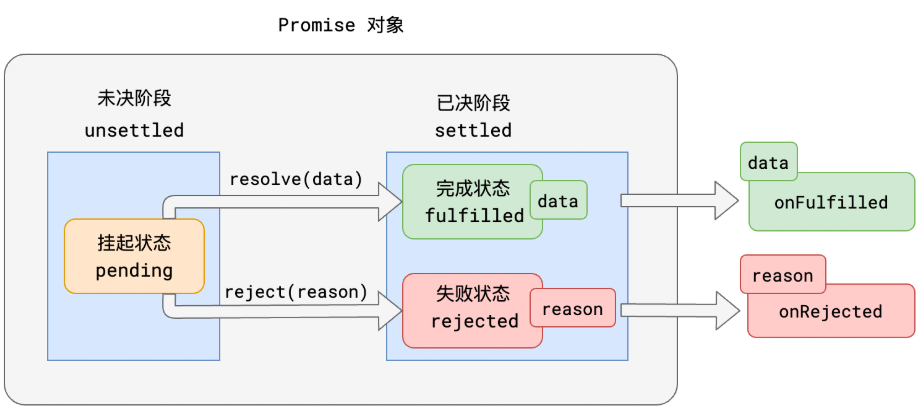 Promise 对象
未决阶段
unsettled
已决阶段
settled
挂起状态
pending
resolve(data)
reject(reason)
完成状态
fulfilled
data
失败状态
rejected
reason
data
onFulfilled
reason
onRejected